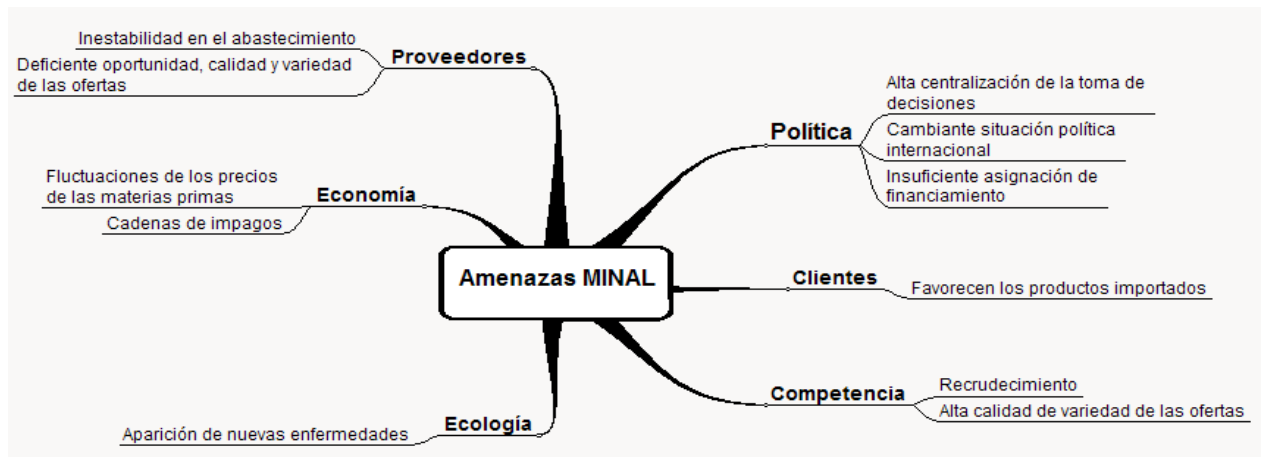 Amenazas MINAL
Proveedores
Inestabilidad en el abastecimiento
Deficiente oportunidad, calidad y variedad
de las ofertas
Economía
Fluctuaciones de los precios
de las materias primas
Cadenas de impagos
Ecología
Aparición de nuevas enfermedades
Política
Alta centralización de la toma de
decisiones
Cambiante situación política
internacional
Insuficiente asignación de
financiamiento
Clientes
Favorecen los productos importados
Competencia
Recrudecimiento
Alta calidad de variedad de las ofertas